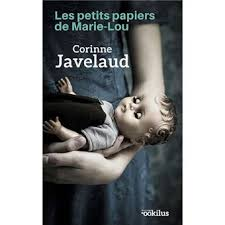 Les petits papiers
de Marie-Lou
Corinne
Javelaud
ookilus